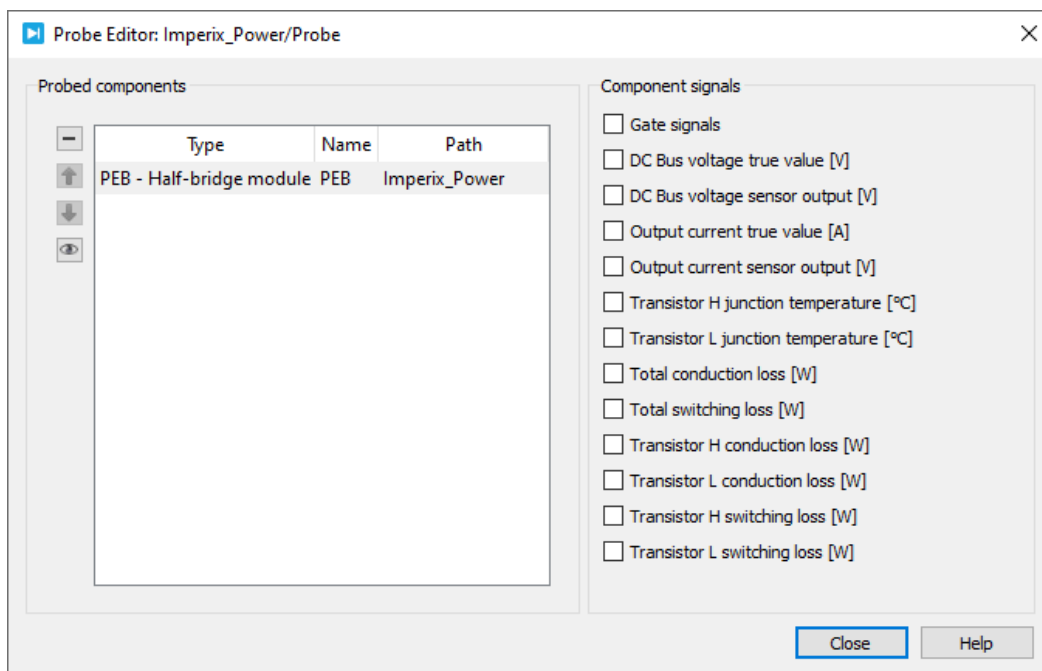 Probe Editor: Imperix_Power/Probe
Probed components
Type Name Path
PEB - Half-bridge module PEB Imperix_Power
Component signals
Gate signals
DC Bus voltage true value [V]
DC Bus voltage sensor output [V]
Output current true value [A]
Output current sensor output [V]
Transistor H junction temperature [°C]
Transistor L junction temperature [°C]
Total conduction loss [W]
Total switching loss [W]
Transistor H conduction loss [W]
Transistor L conduction loss [W]
Transistor H switching loss [W]
Transistor L switching loss [W]
Close Help